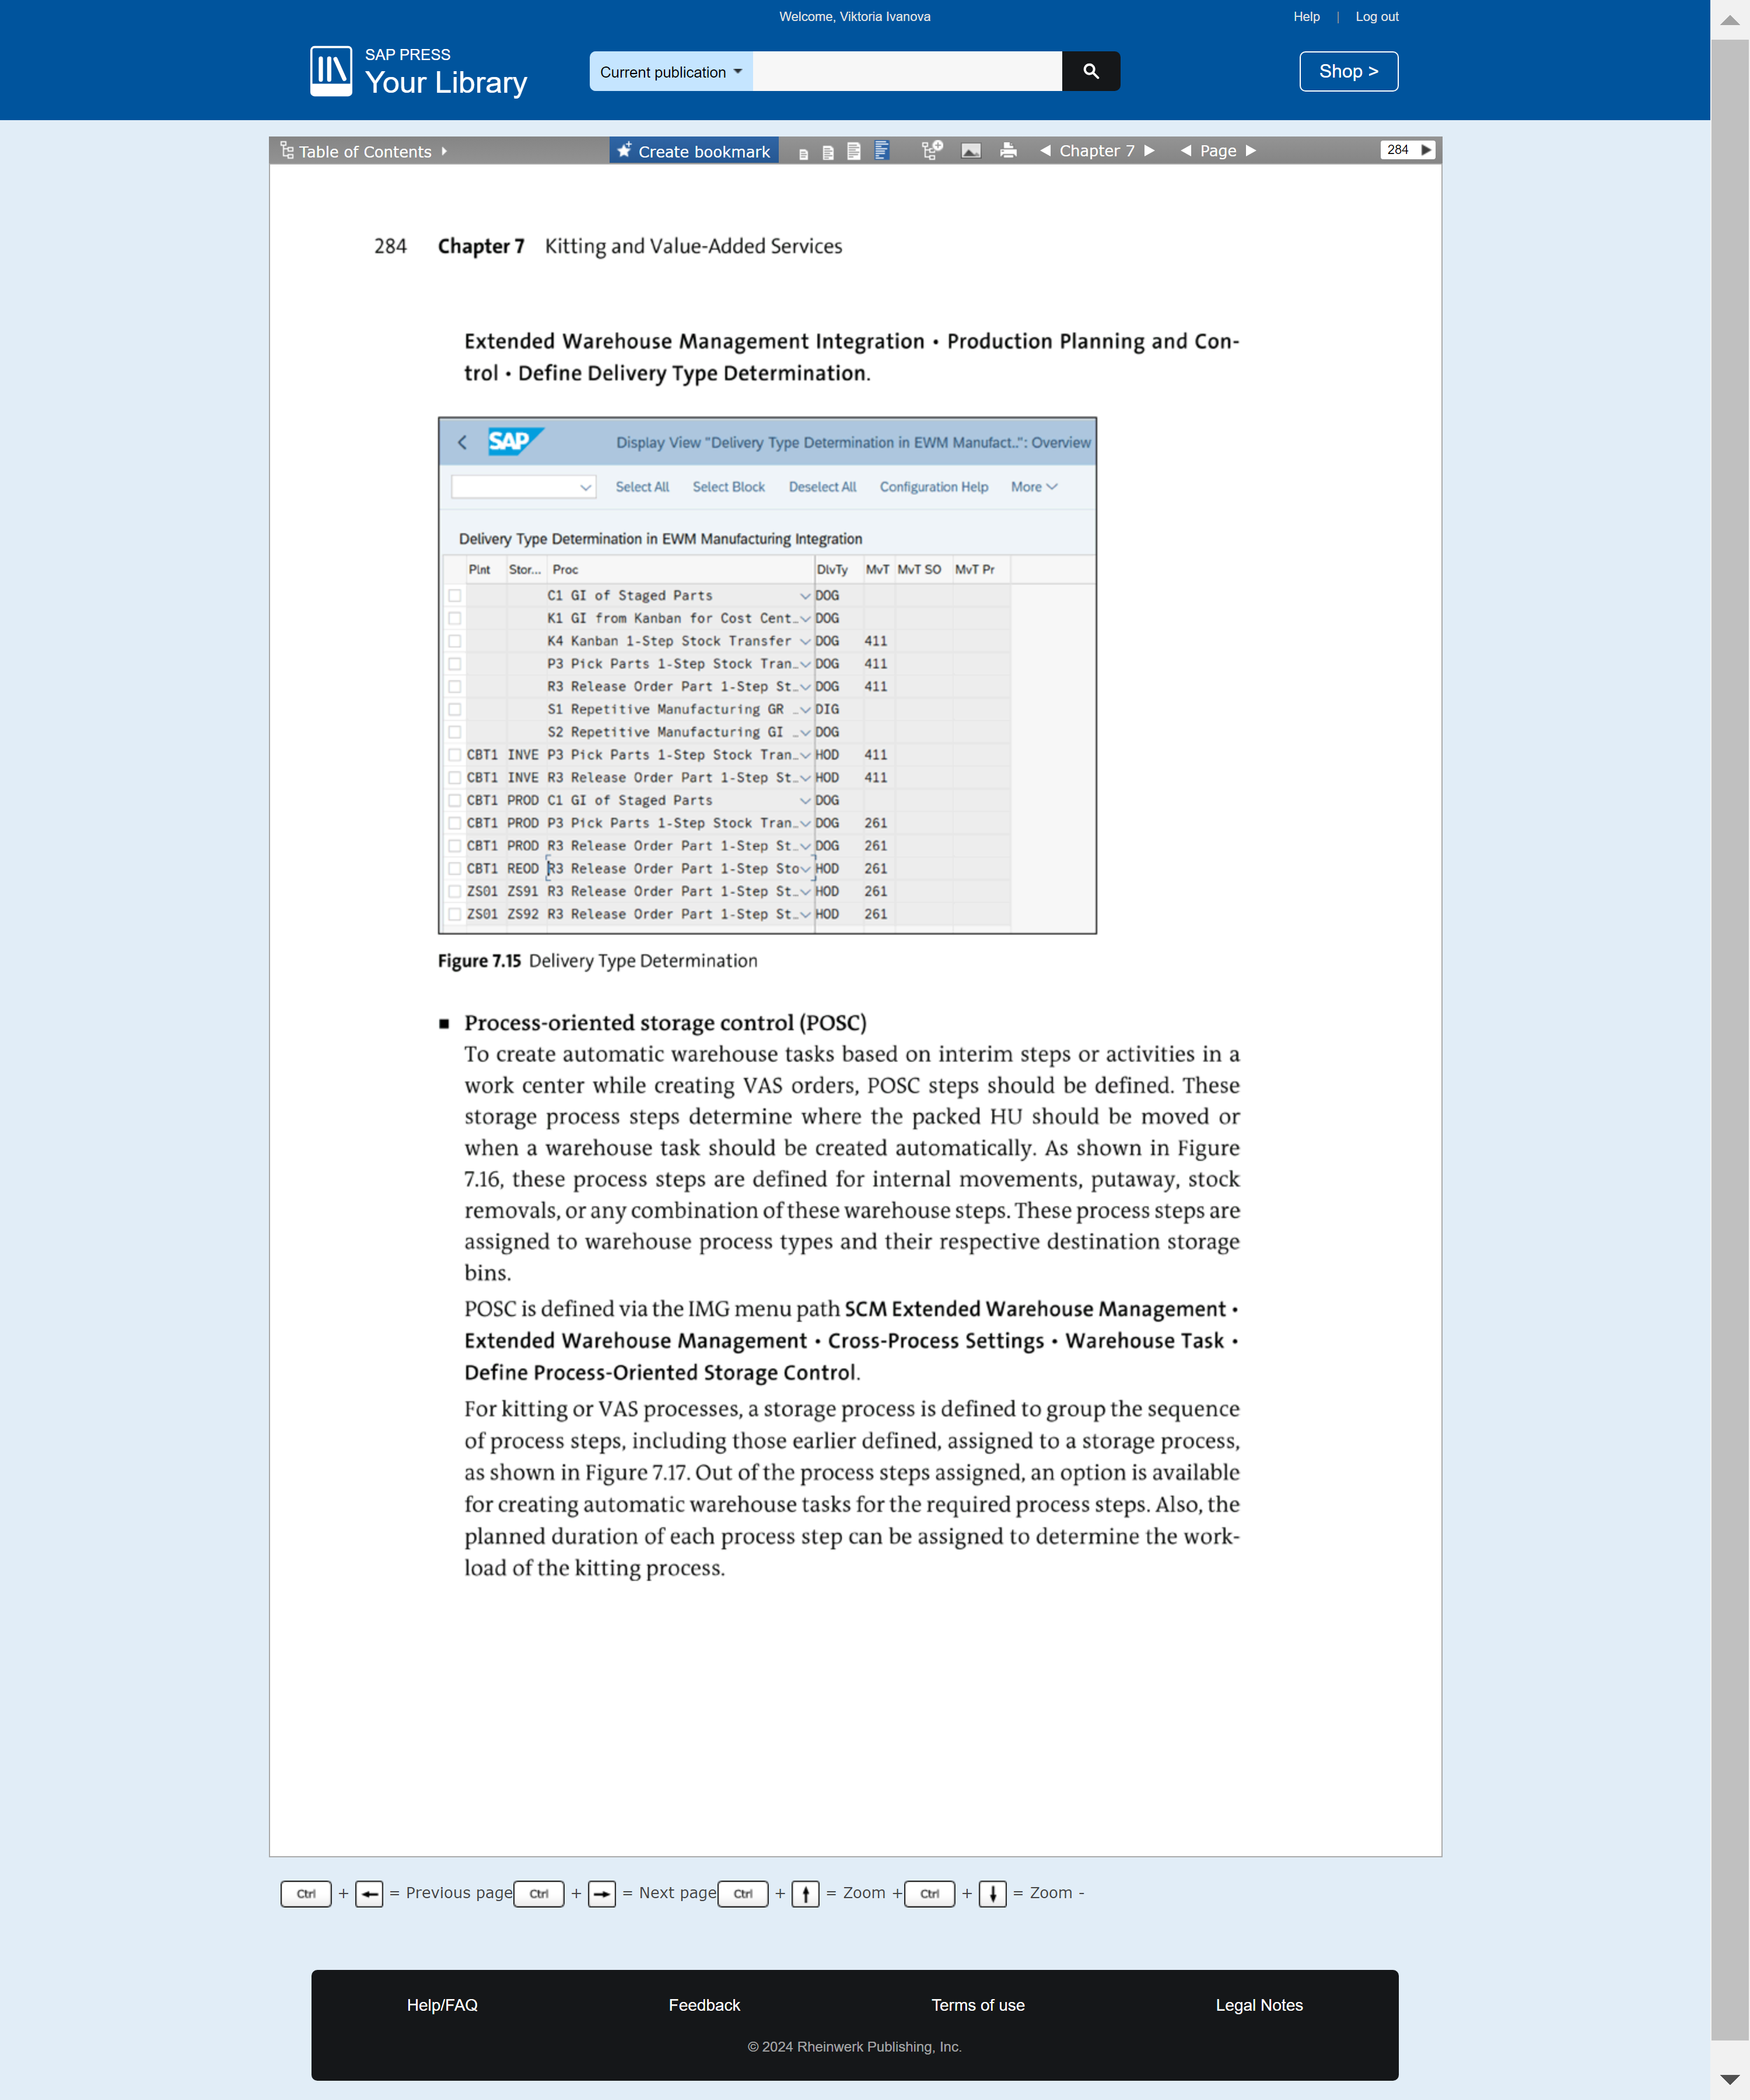 Welcome, Viktoria Ivanova
Help | Log out
SAP PRESS
Your Library
Current publication
Shop >
Table of Contents
Create bookmark
Chapter 7
Page
284
284 Chapter 7 Kitting and Value-Added Services
Extended Warehouse Management Integration • Production Planning and Con-
trol • Define Delivery Type Determination.
SAP
Display View "Delivery Type Determination in EWM Manufact..": Overview
Select All Select Block Deselect All Configuration Help More
Delivery Type Determination in EWM Manufacturing Integration
Plnt Stor... Proc DlvTy MvT MvT SO MvT Pr
C1 GI of Staged Parts DOG
K1 GI from Kanban for Cost Cent… DOG
K4 Kanban 1-Step Stock Transfer DOG 411
P3 Pick Parts 1-Step Stock Tran… DOG 411
R3 Release Order Part 1-Step St… DOG 411
S1 Repetitive Manufacturing GR … DIG
S2 Repetitive Manufacturing GI … DOG
CBT1 INVE P3 Pick Parts 1-Step Stock Tran… HOD 411
CBT1 INVE R3 Release Order Part 1-Step St… HOD 411
CBT1 PROD C1 GI of Staged Parts DOG
CBT1 PROD P3 Pick Parts 1-Step Stock Tran… DOG 261
CBT1 PROD R3 Release Order Part 1-Step St… DOG 261
CBT1 REOD R3 Release Order Part 1-Step Sto HOD 261
ZS01 ZS91 R3 Release Order Part 1-Step St… HOD 261
ZS01 ZS92 R3 Release Order Part 1-Step St… HOD 261
Figure 7.15 Delivery Type Determination
■ Process-oriented storage control (POSC)
To create automatic warehouse tasks based on interim steps or activities in a
work center while creating VAS orders, POSC steps should be defined. These
storage process steps determine where the packed HU should be moved or
when a warehouse task should be created automatically. As shown in Figure
7.16, these process steps are defined for internal movements, putaway, stock
removals, or any combination of these warehouse steps. These process steps are
assigned to warehouse process types and their respective destination storage
bins.
POSC is defined via the IMG menu path SCM Extended Warehouse Management •
Extended Warehouse Management • Cross-Process Settings • Warehouse Task •
Define Process-Oriented Storage Control.
For kitting or VAS processes, a storage process is defined to group the sequence
of process steps, including those earlier defined, assigned to a storage process,
as shown in Figure 7.17. Out of the process steps assigned, an option is available
for creating automatic warehouse tasks for the required process steps. Also, the
planned duration of each process step can be assigned to determine the work-
load of the kitting process.
Ctrl + ← = Previous page Ctrl + → = Next page Ctrl + ↑ = Zoom + Ctrl + ↓ = Zoom -
Help/FAQ Feedback Terms of use Legal Notes
© 2024 Rheinwerk Publishing, Inc.